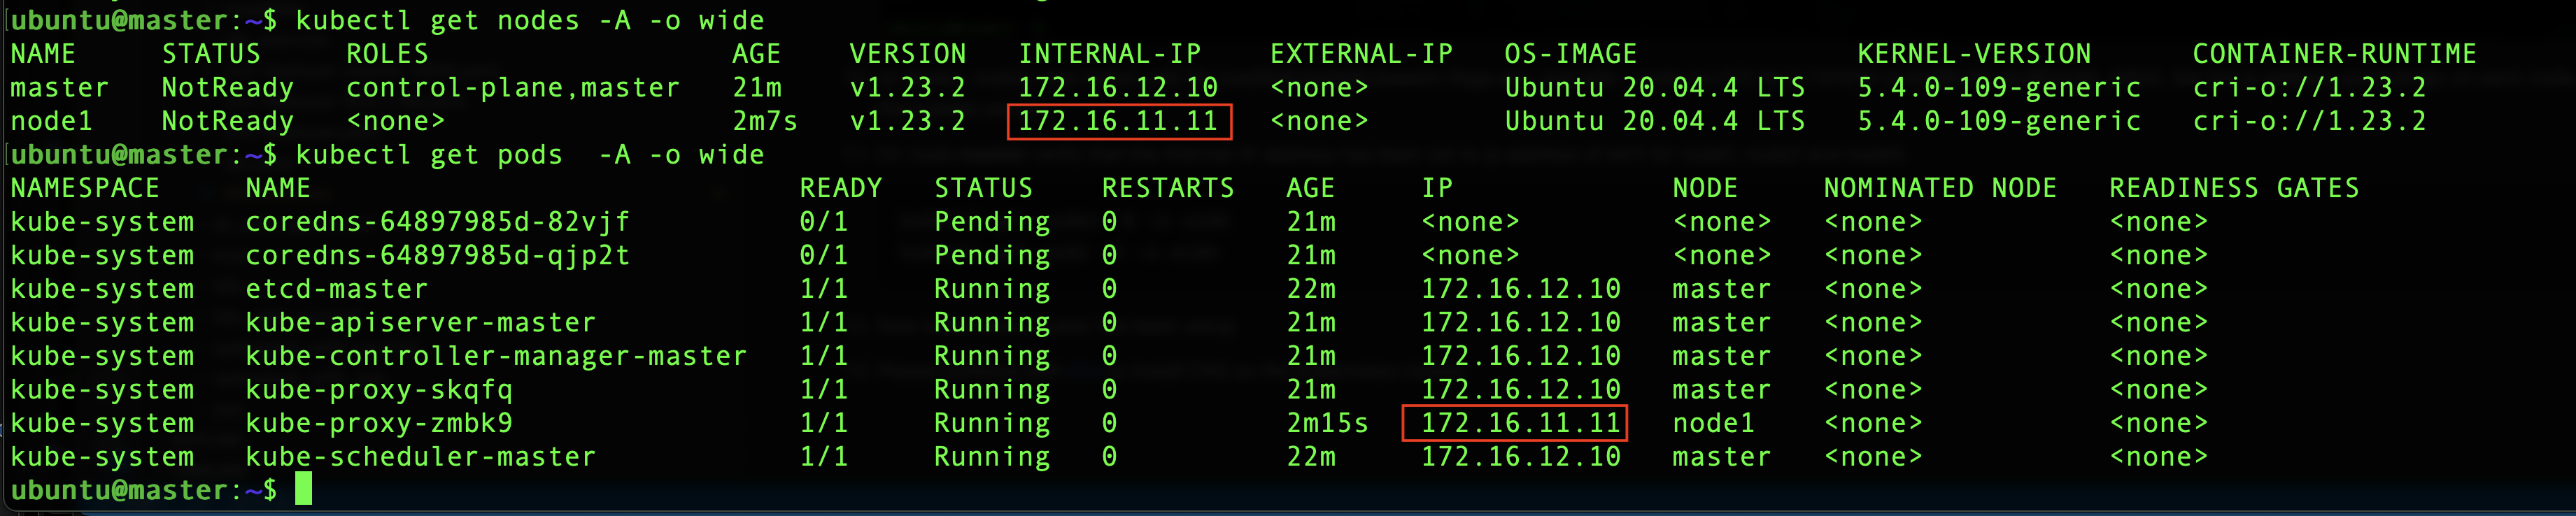 ubuntu@master:~$ kubectl get nodes -A -o wide
NAME STATUS ROLES AGE VERSION INTERNAL-IP EXTERNAL-IP OS-IMAGE KERNEL-VERSION CONTAINER-RUNTIME
master NotReady control-plane,master 21m v1.23.2 172.16.12.10 <none> Ubuntu 20.04.4 LTS 5.4.0-109-generic cri-o://1.23.2
node1 NotReady <none> 2m7s v1.23.2 172.16.11.11 <none> Ubuntu 20.04.4 LTS 5.4.0-109-generic cri-o://1.23.2
ubuntu@master:~$ kubectl get pods  -A -o wide
NAMESPACE NAME READY STATUS RESTARTS AGE IP NODE NOMINATED NODE READINESS GATES
kube-system coredns-64897985d-82vjf 0/1 Pending 0 21m <none> <none> <none> <none>
kube-system coredns-64897985d-qjp2t 0/1 Pending 0 21m <none> <none> <none> <none>
kube-system etcd-master 1/1 Running 0 22m 172.16.12.10 master <none> <none>
kube-system kube-apiserver-master 1/1 Running 0 21m 172.16.12.10 master <none> <none>
kube-system kube-controller-manager-master 1/1 Running 0 21m 172.16.12.10 master <none> <none>
kube-system kube-proxy-skqfq 1/1 Running 0 21m 172.16.12.10 master <none> <none>
kube-system kube-proxy-zmbk9 1/1 Running 0 2m15s 172.16.11.11 node1 <none> <none>
kube-system kube-scheduler-master 1/1 Running 0 22m 172.16.12.10 master <none> <none>
ubuntu@master:~$